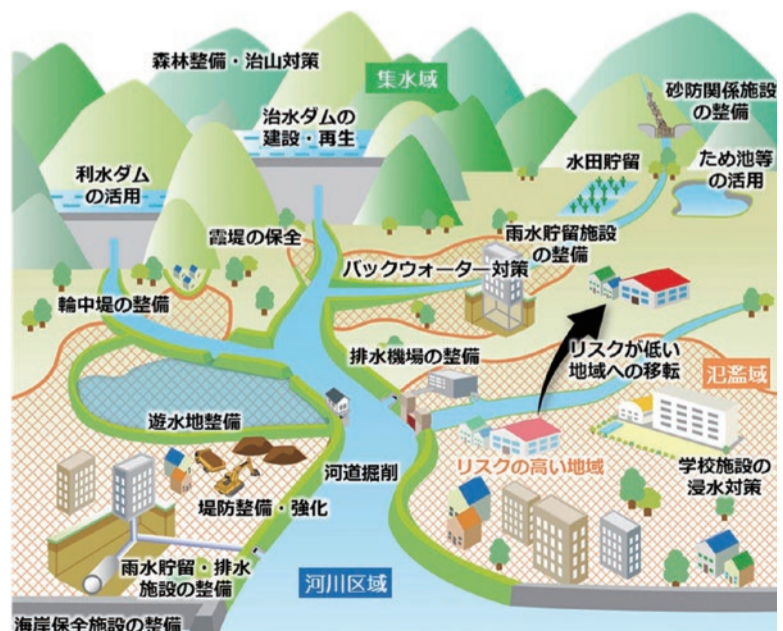 森林整備・治山対策
集水域
砂防関係施設
の整備
治水ダムの
建設・再生
水田貯留
ため池等
の活用
利水ダム
の活用
霞堤の保全
雨水貯留施設
の整備
バックウォーター対策
輪中堤の整備
排水機場の整備
リスクが低い
地域への移転
氾濫域
遊水地整備
リスクの高い地域
学校施設の
浸水対策
河道掘削
堤防整備・強化
雨水貯留・排水
施設の整備
河川区域
海岸保全施設の整備